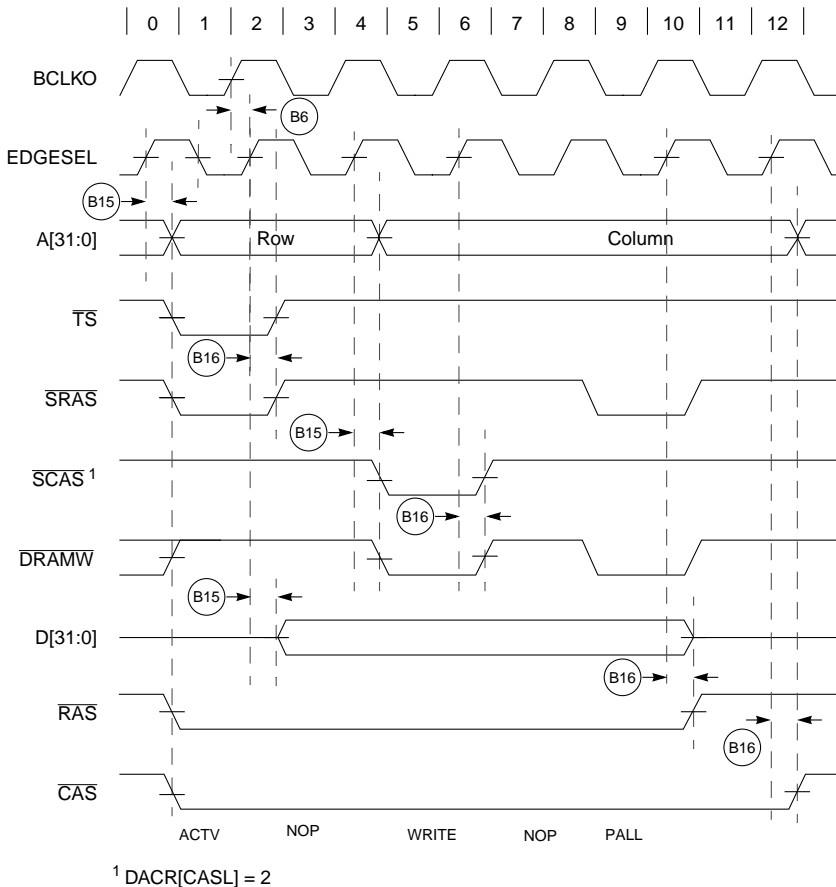 0 1 2 3 4 5 6 7 8 9 10 11 12
BCLKO
B6
EDGESEL
B15
A[31:0] Row Column
TS
B16
SRAS
B15
SCAS 1
B16
DRAMW
B15
D[31:0]
B16
RAS
B16
CAS
ACTV NOP WRITE NOP PALL
1 DACR[CASL] = 2